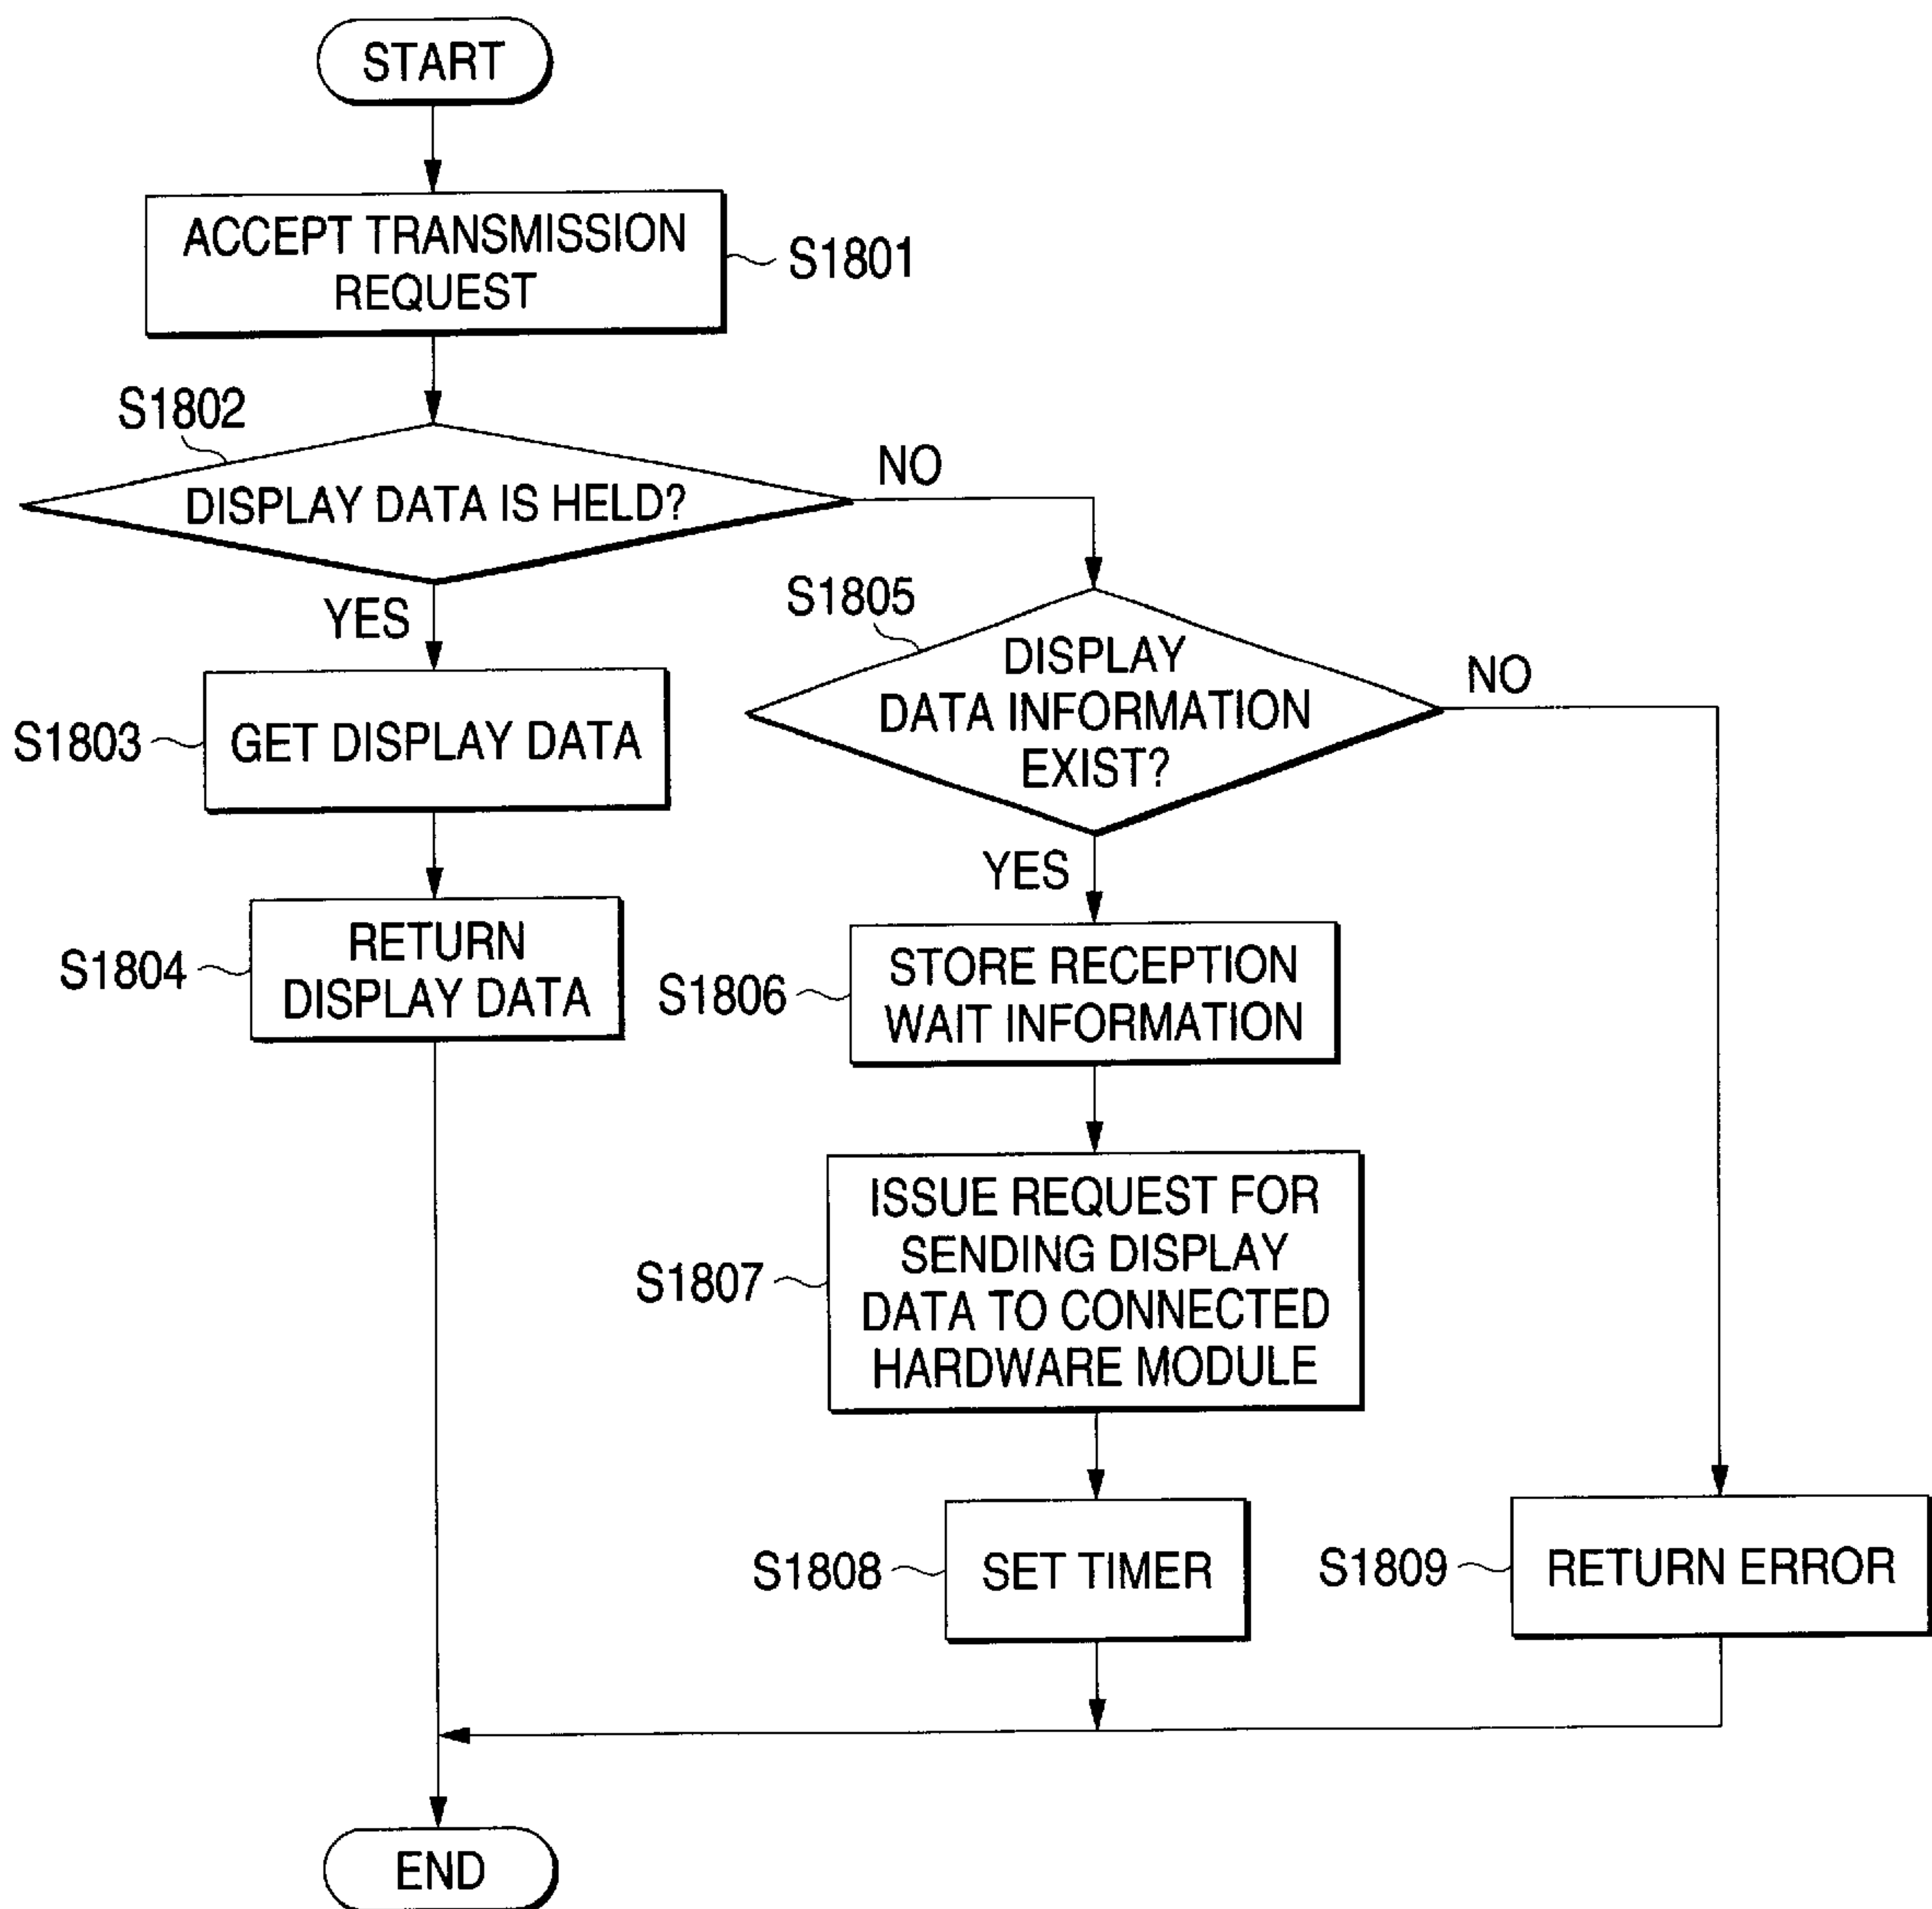 START
ACCEPT TRANSMISSION
REQUEST
S1801
S1802
DISPLAY DATA IS HELD?
NO
YES
S1803
GET DISPLAY DATA
S1804
RETURN
DISPLAY DATA
S1805
DISPLAY
DATA INFORMATION
EXIST?
NO
YES
S1806
STORE RECEPTION
WAIT INFORMATION
S1807
ISSUE REQUEST FOR
SENDING DISPLAY
DATA TO CONNECTED
HARDWARE MODULE
S1808
SET TIMER
S1809
RETURN ERROR
END